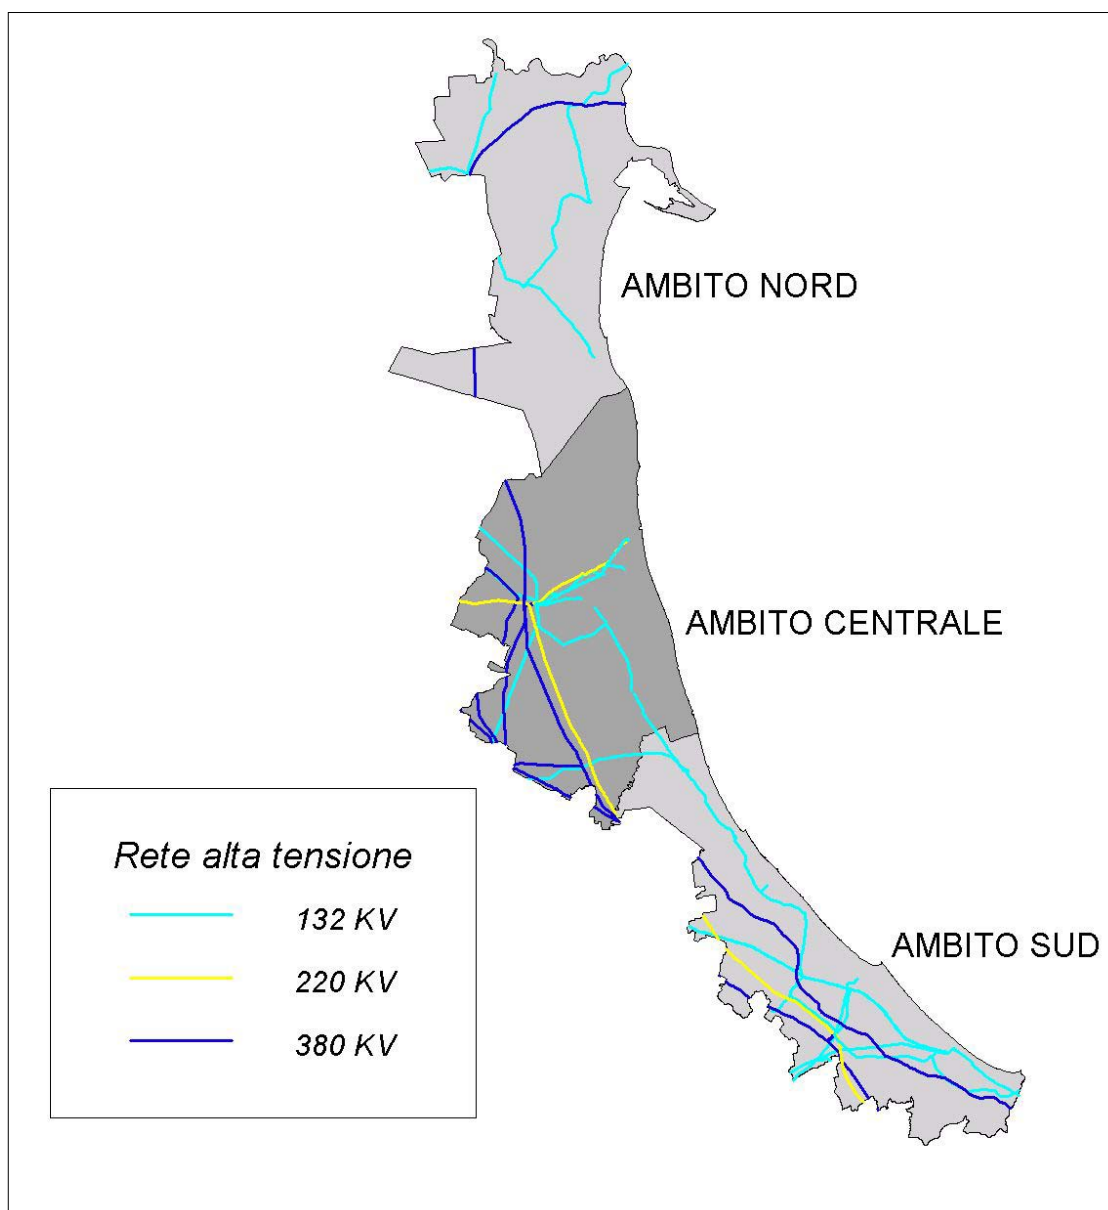 AMBITO NORD
AMBITO CENTRALE
AMBITO SUD
Rete alta tensione
132 KV
220 KV
380 KV